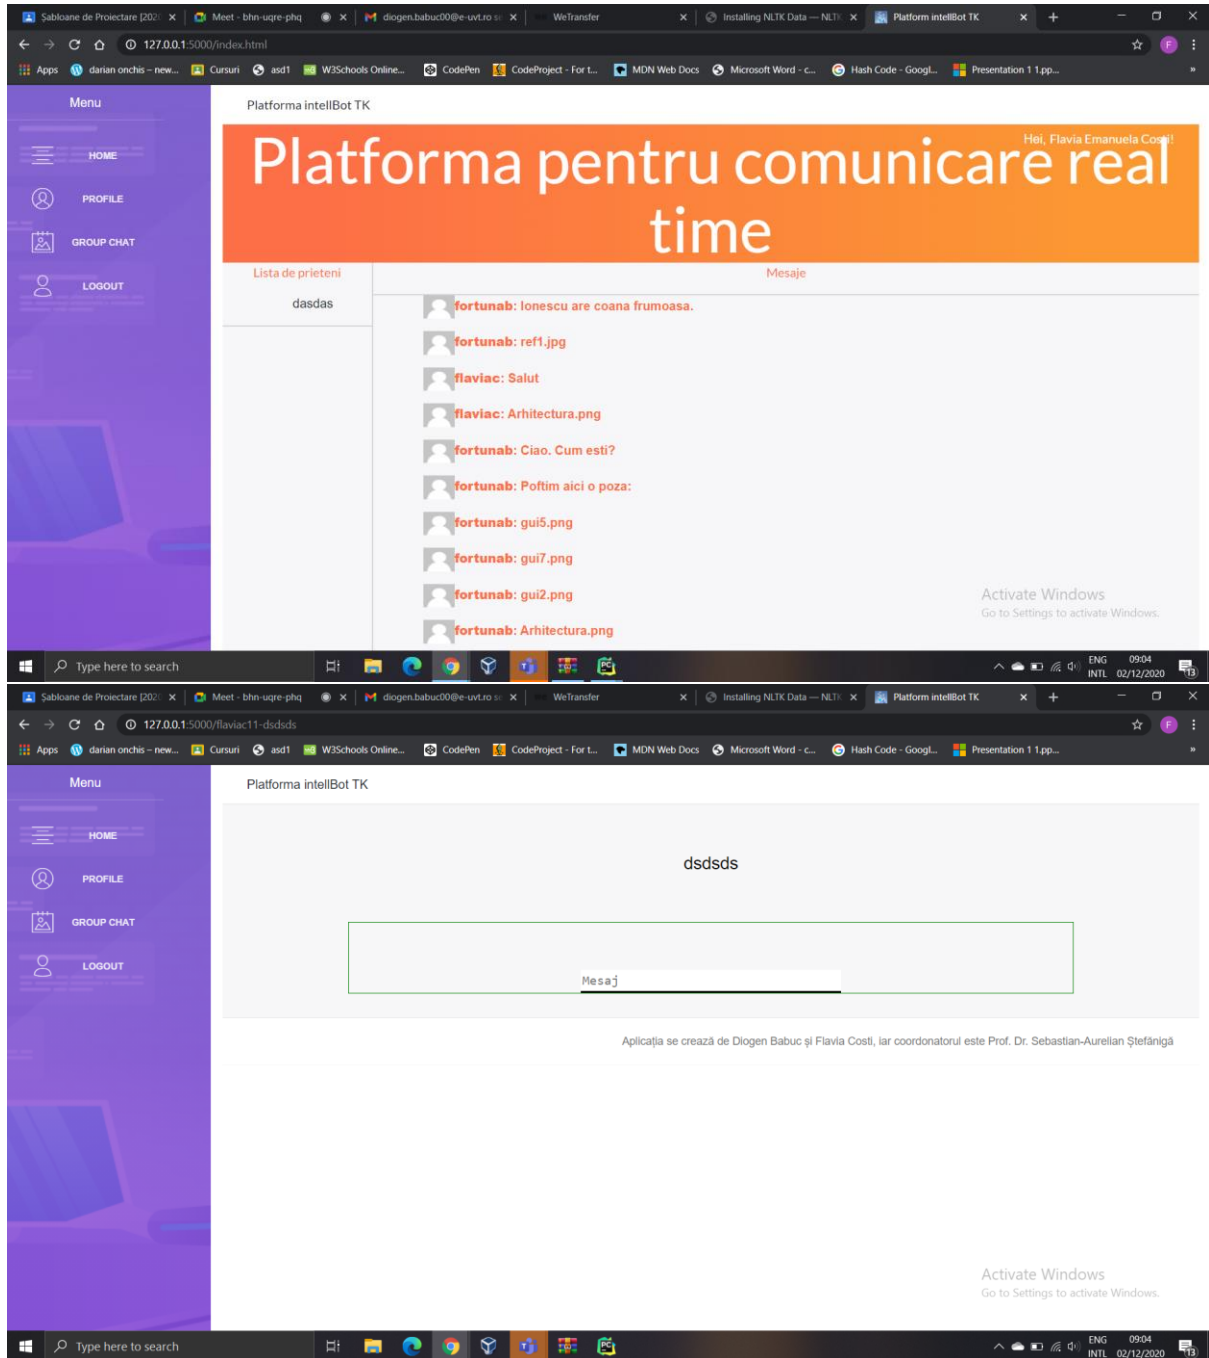 Șabloane de Proiectare [202
Meet - bhn-uqre-phq
diogen.babuc00@e-uvt.ro s
WeTransfer
Installing NLTK Data — NLT
Platform intellBot TK
127.0.0.1:5000/index.html
Apps
darian onchis – new...
Cursuri
asd1
W3Schools Online...
CodePen
CodeProject - For t...
MDN Web Docs
Microsoft Word - c...
Hash Code - Googl...
Presentation 1 1.pp...
Menu
HOME
PROFILE
GROUP CHAT
LOGOUT
Platforma intellBot TK
Hei, Flavia Emanuela Costi!
Platforma pentru comunicare real
time
Lista de prieteni
Mesaje
dasdas
fortunab: Ionescu are coana frumoasa.
fortunab: ref1.jpg
flaviac: Salut
flaviac: Arhitectura.png
fortunab: Ciao. Cum esti?
fortunab: Poftim aici o poza:
fortunab: gui5.png
fortunab: gui7.png
fortunab: gui2.png
fortunab: Arhitectura.png
Activate Windows
Go to Settings to activate Windows.
Type here to search
ENG
INTL
09:04
02/12/2020
13
Șabloane de Proiectare [202
Meet - bhn-uqre-phq
diogen.babuc00@e-uvt.ro s
WeTransfer
Installing NLTK Data — NLT
Platform intellBot TK
127.0.0.1:5000/flaviac11-dsdsds
Apps
darian onchis – new...
Cursuri
asd1
W3Schools Online...
CodePen
CodeProject - For t...
MDN Web Docs
Microsoft Word - c...
Hash Code - Googl...
Presentation 1 1.pp...
Menu
HOME
PROFILE
GROUP CHAT
LOGOUT
Platforma intellBot TK
dsdsds
Mesaj
Aplicația se crează de Diogen Babuc și Flavia Costi, iar coordonatorul este Prof. Dr. Sebastian-Aurelian Ștefănigă
Activate Windows
Go to Settings to activate Windows.
Type here to search
ENG
INTL
09:04
02/12/2020
13